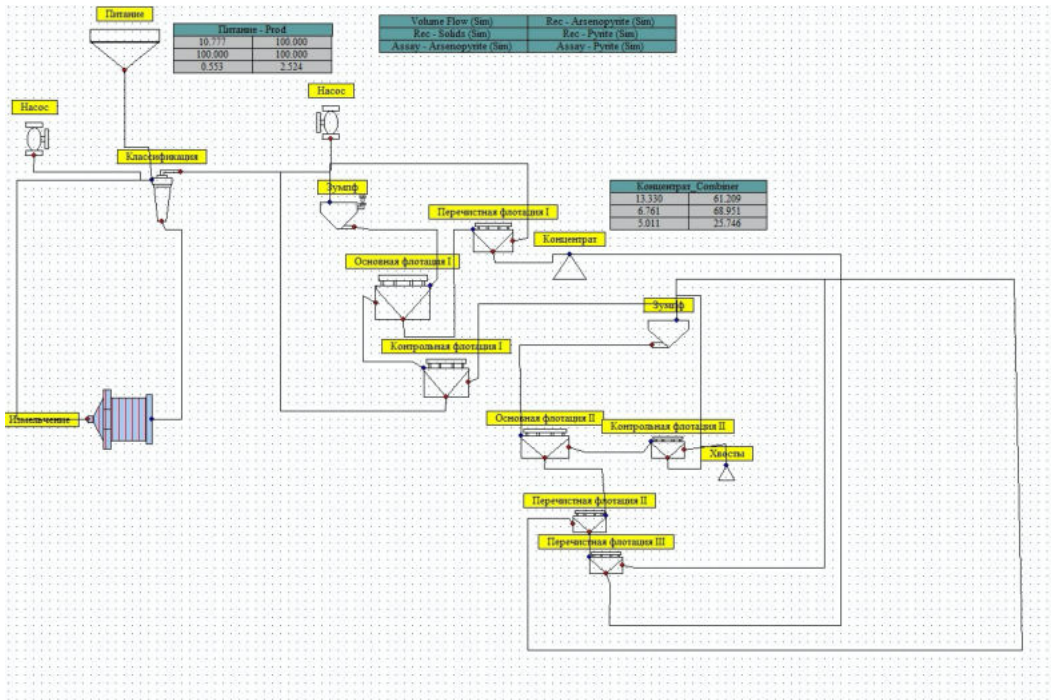 Питание
Питание - Prod
10.777 100.000
100.000 100.000
0.553 2.524
Volume Flow (Sim) Rec - Arsenopyrite (Sim)
Rec - Solids (Sim) Rec - Pyrite (Sim)
Assay - Arsenopyrite (Sim) Assay - Pyrite (Sim)
Насос
Насос
Классификация
Зумпф
Концентрат_Combiner
13.330 61.209
6.761 68.951
5.011 25.746
Перечистная флотация I
Концентрат
Основная флотация I
Зумпф
Контрольная флотация I
Измельчение
Основная флотация II
Контрольная флотация II
Хвосты
Перечистная флотация II
Перечистная флотация III